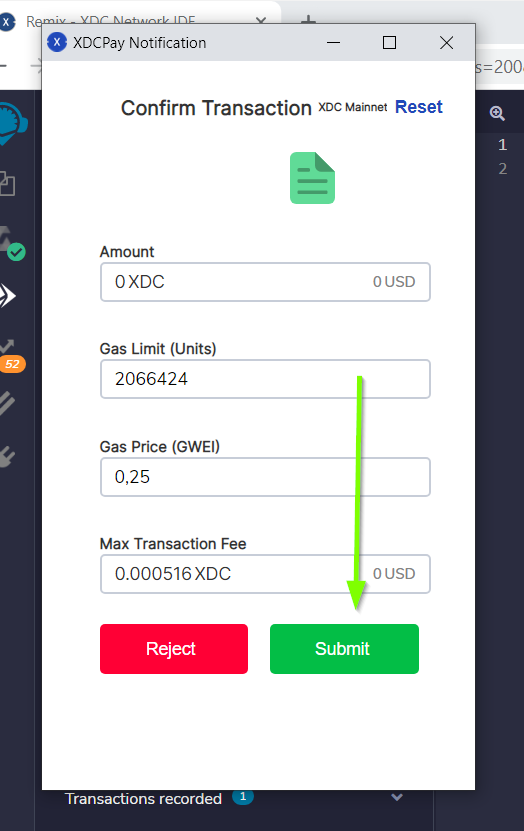 Remix - XDC Network IDE
XDCPay Notification
s=200
Confirm Transaction XDC Mainnet Reset
1
2
Amount
0 XDC 0 USD
Gas Limit (Units)
2066424
52
Gas Price (GWEI)
0,25
Max Transaction Fee
0.000516 XDC 0 USD
Reject Submit
Transactions recorded 1